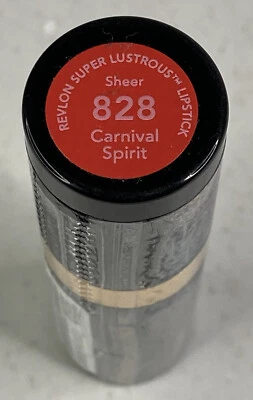 REVLON SUPER LUSTROUS™ LIPSTICK
Sheer
828
Carnival
Spirit